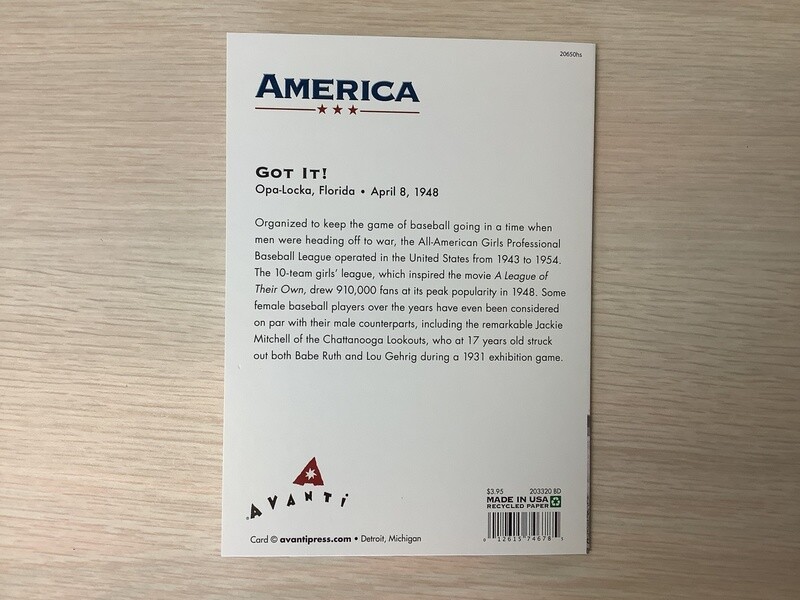 20650hs
AMERICA
GOT IT!
Opa-Locka, Florida • April 8, 1948
Organized to keep the game of baseball going in a time when
men were heading off to war, the All-American Girls Professional
Baseball League operated in the United States from 1943 to 1954.
The 10-team girls' league, which inspired the movie A League of
Their Own, drew 910,000 fans at its peak popularity in 1948. Some
female baseball players over the years have even been considered
on par with their male counterparts, including the remarkable Jackie
Mitchell of the Chattanooga Lookouts, who at 17 years old struck
out both Babe Ruth and Lou Gehrig during a 1931 exhibition game.
AVANTI
Card © avantipress.com • Detroit, Michigan
$3.95 203320 BD
MADE IN USA
RECYCLED PAPER
0 12615 74678 1